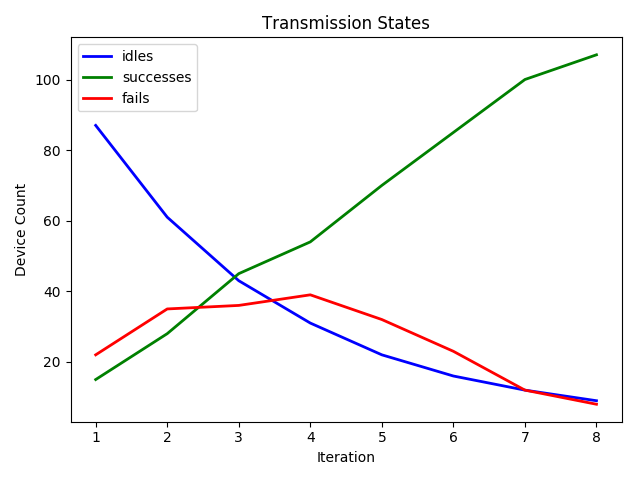 Transmission States
idles
successes
fails
100
80
60
40
20
Device Count
1 2 3 4 5 6 7 8
Iteration